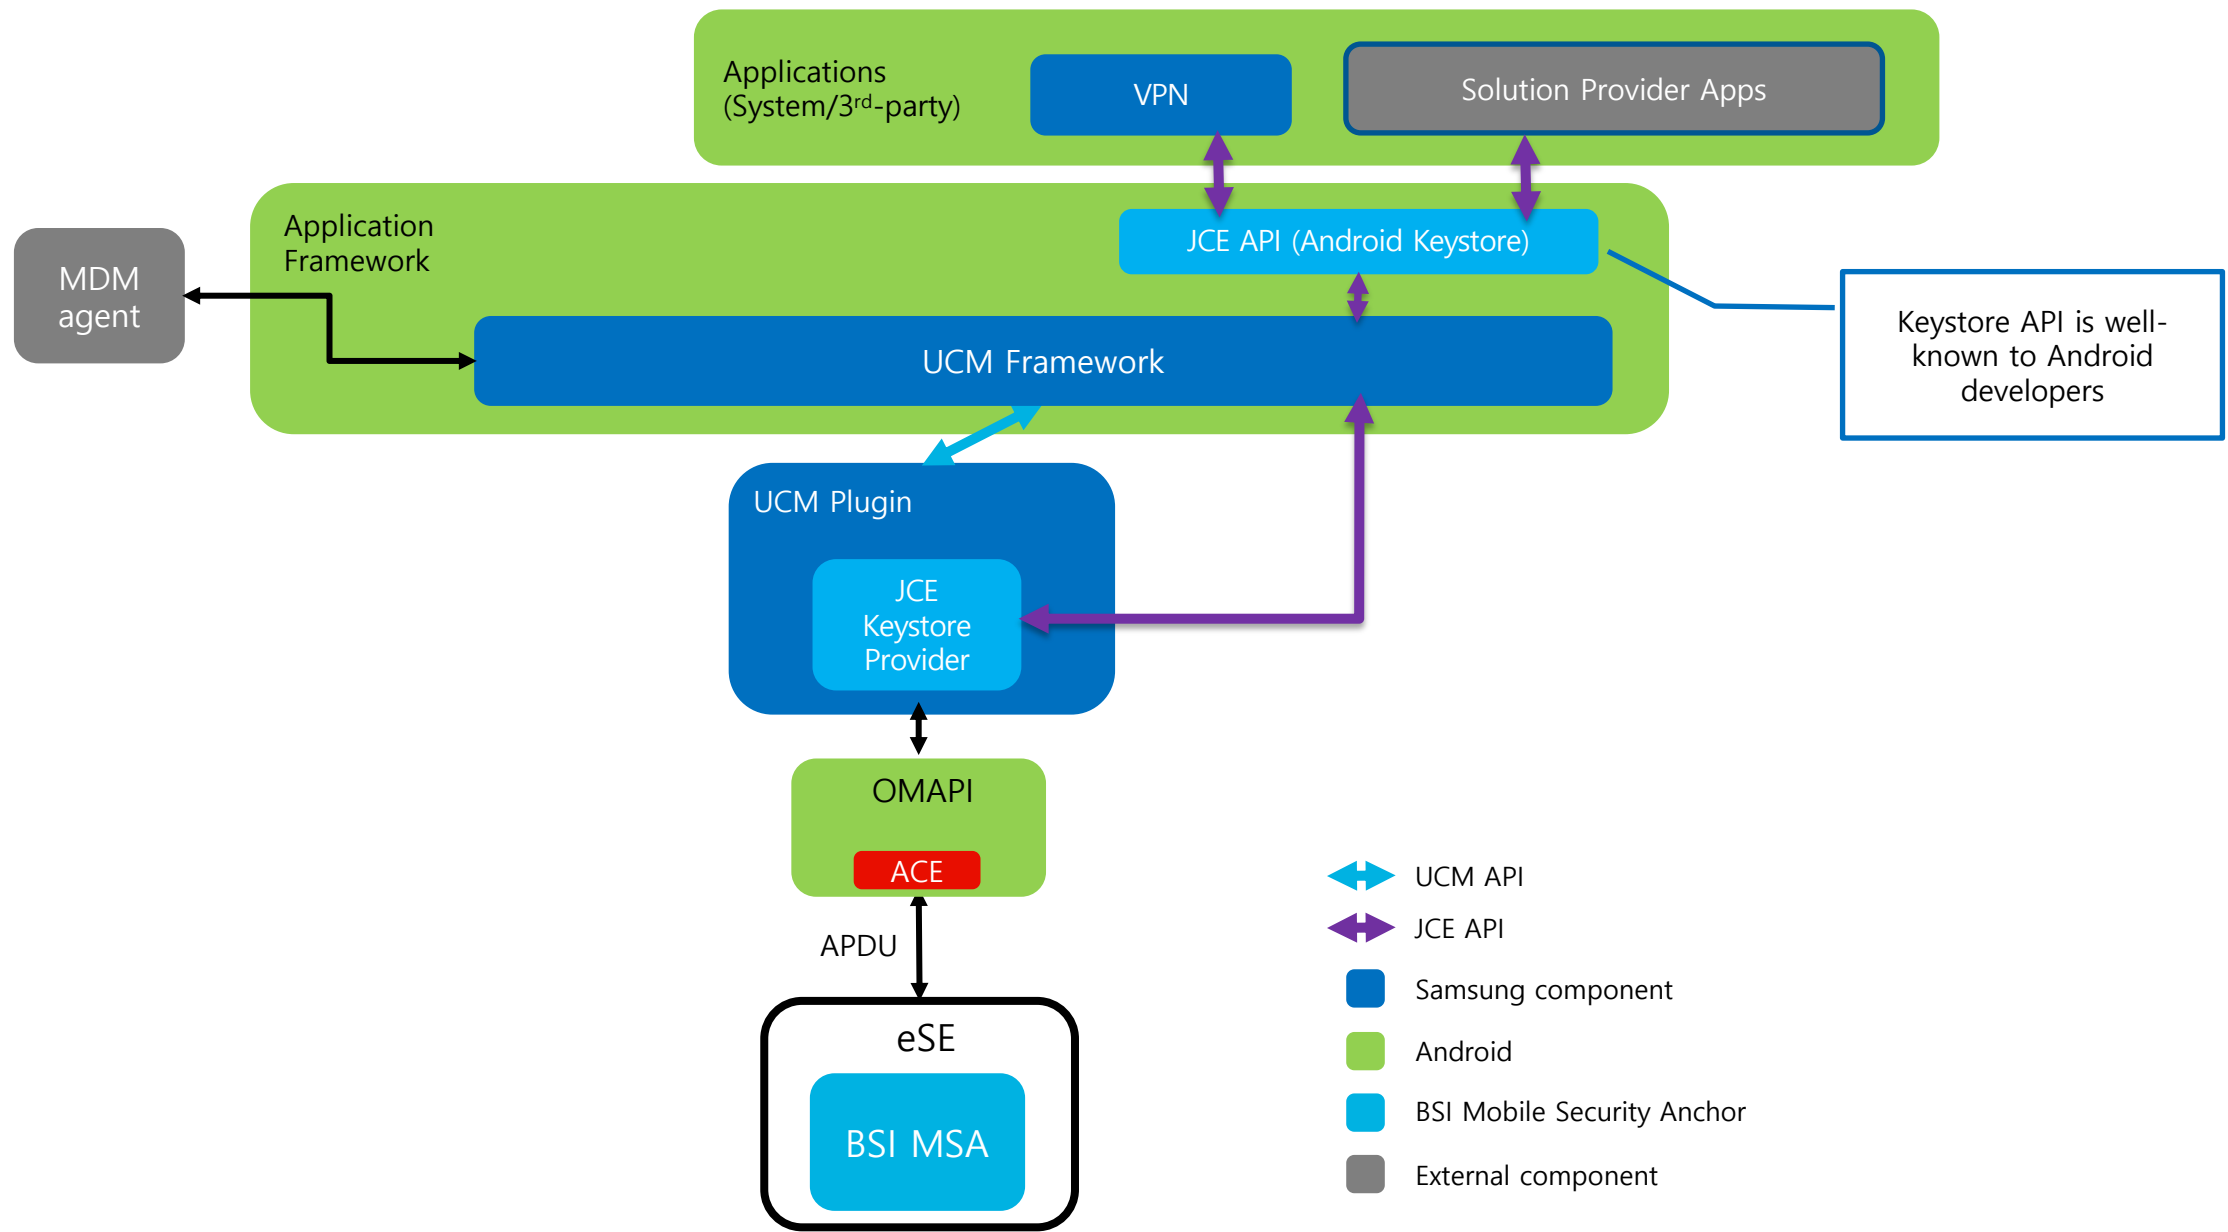 Applications
(System/3rd-party)
VPN
Solution Provider Apps
Application
Framework
JCE API (Android Keystore)
MDM
agent
UCM Framework
Keystore API is well-
known to Android
developers
UCM Plugin
JCE
Keystore
Provider
OMAPI
ACE
APDU
eSE
BSI MSA
UCM API
JCE API
Samsung component
Android
BSI Mobile Security Anchor
External component